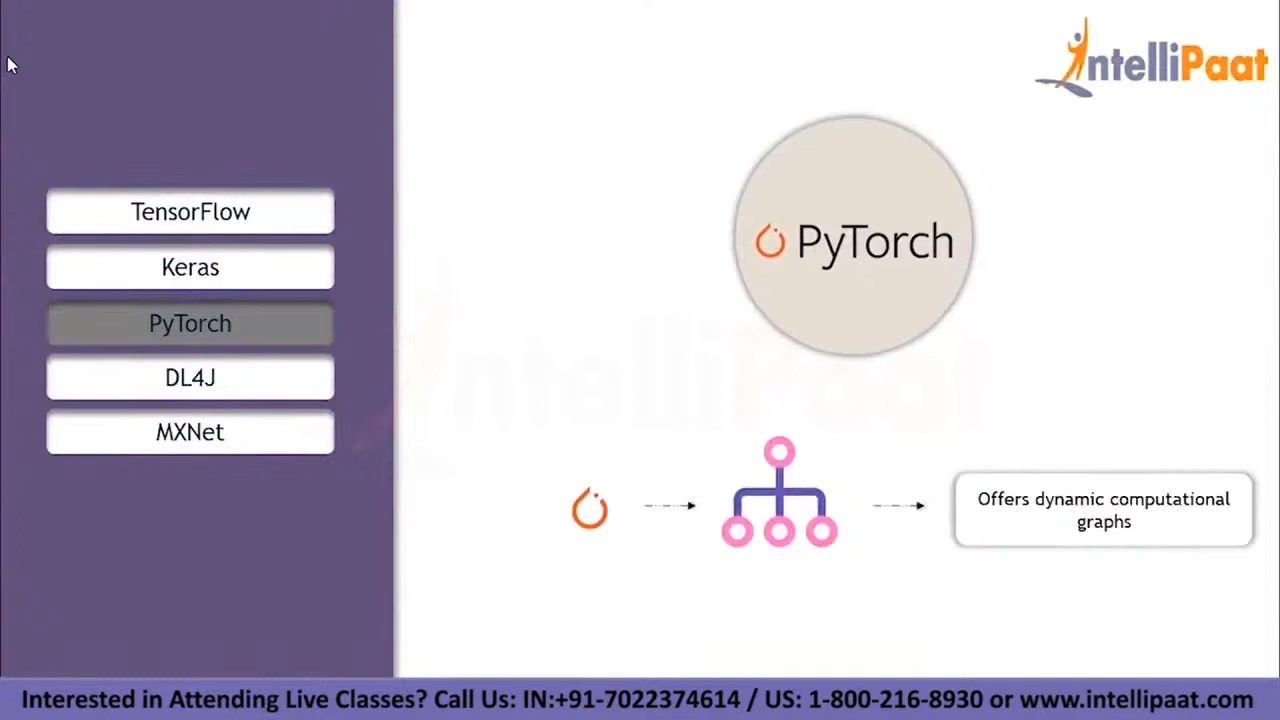 IntelliPaat
TensorFlow
Keras
PyTorch
DL4J
MXNet
PyTorch
IntelliPaat
Offers dynamic computational
graphs
Interested in Attending Live Classes? Call Us: IN:+91-7022374614 / US: 1-800-216-8930 or www.intellipaat.com